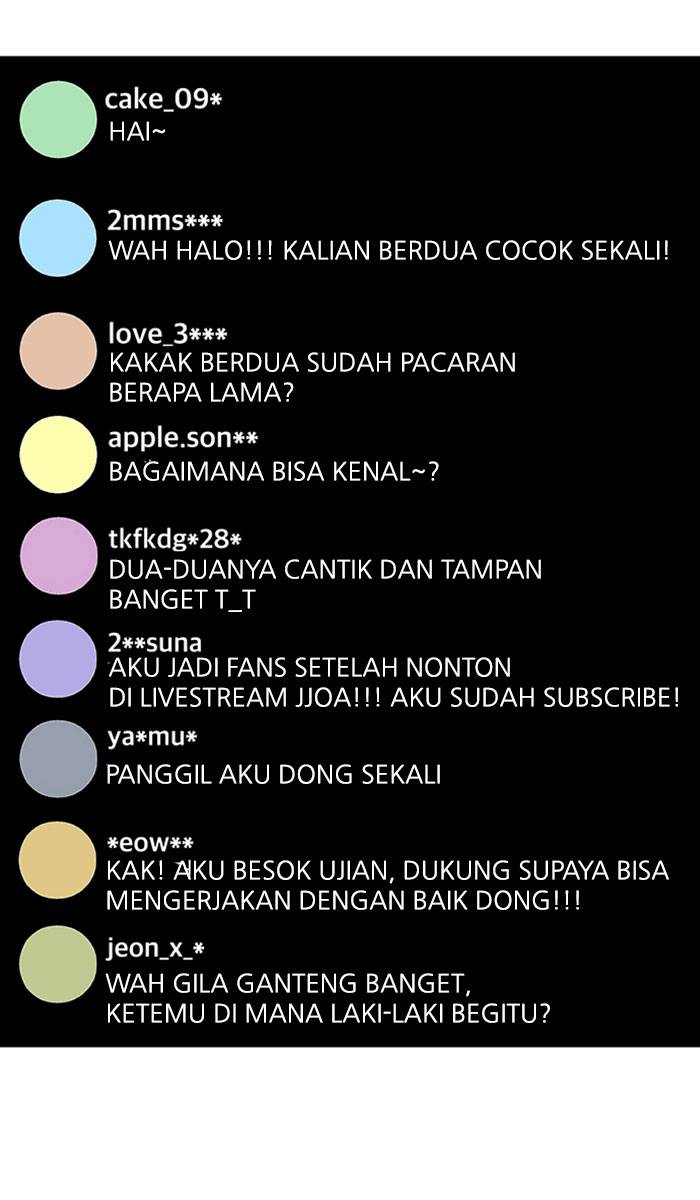 cake_09*
HAI~
2mms***
WAH HALO!!! KALIAN BERDUA COCOK SEKALI!
love_3***
KAKAK BERDUA SUDAH PACARAN
BERAPA LAMA?
apple.son**
BAGAIMANA BISA KENAL~?
tkfkdg*28*
DUA-DUANYA CANTIK DAN TAMPAN
BANGET T_T
2**suna
AKU JADI FANS SETELAH NONTON
DI LIVESTREAM JJOA!!! AKU SUDAH SUBSCRIBE!
ya*mu*
PANGGIL AKU DONG SEKALI
*eow**
KAK! AKU BESOK UJIAN, DUKUNG SUPAYA BISA
MENGERJAKAN DENGAN BAIK DONG!!!
jeon_x_*
WAH GILA GANTENG BANGET,
KETEMU DI MANA LAKI-LAKI BEGITU?